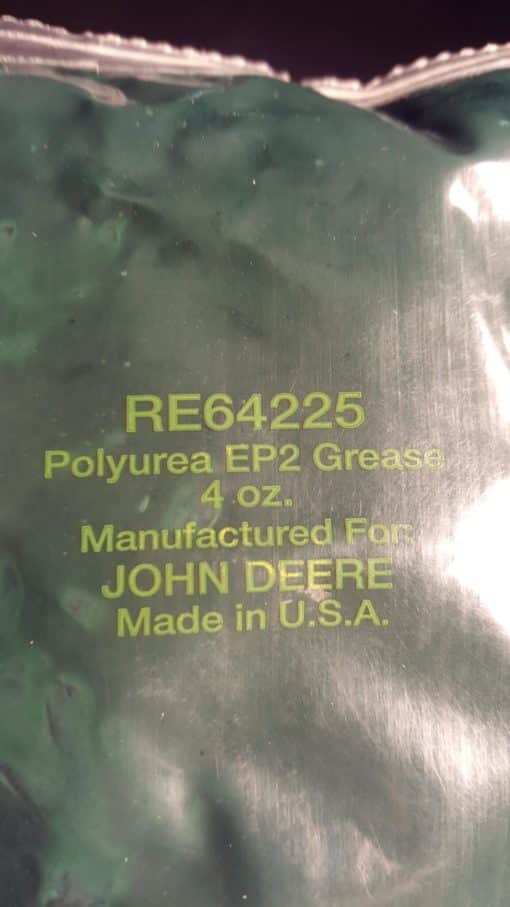 RE64225
Polyurea EP2 Grease
4 oz.
Manufactured For:
JOHN DEERE
Made in U.S.A.